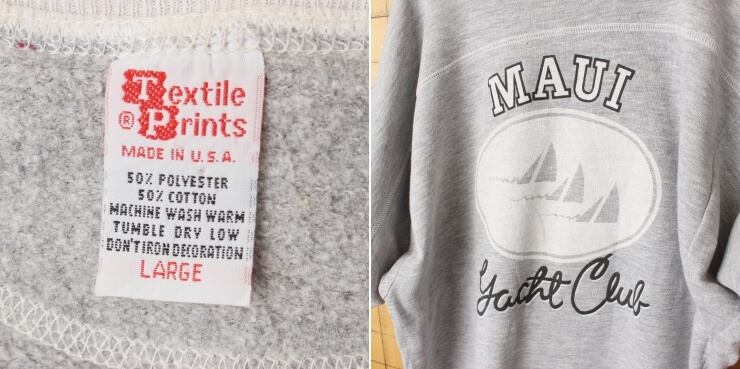 Textile
® Prints
MADE IN U.S.A.
50% POLYESTER
50% COTTON
MACHINE WASH WARM
TUMBLE DRY LOW
DON'T IRON DECORATION
LARGE
MAUI
Yacht Club